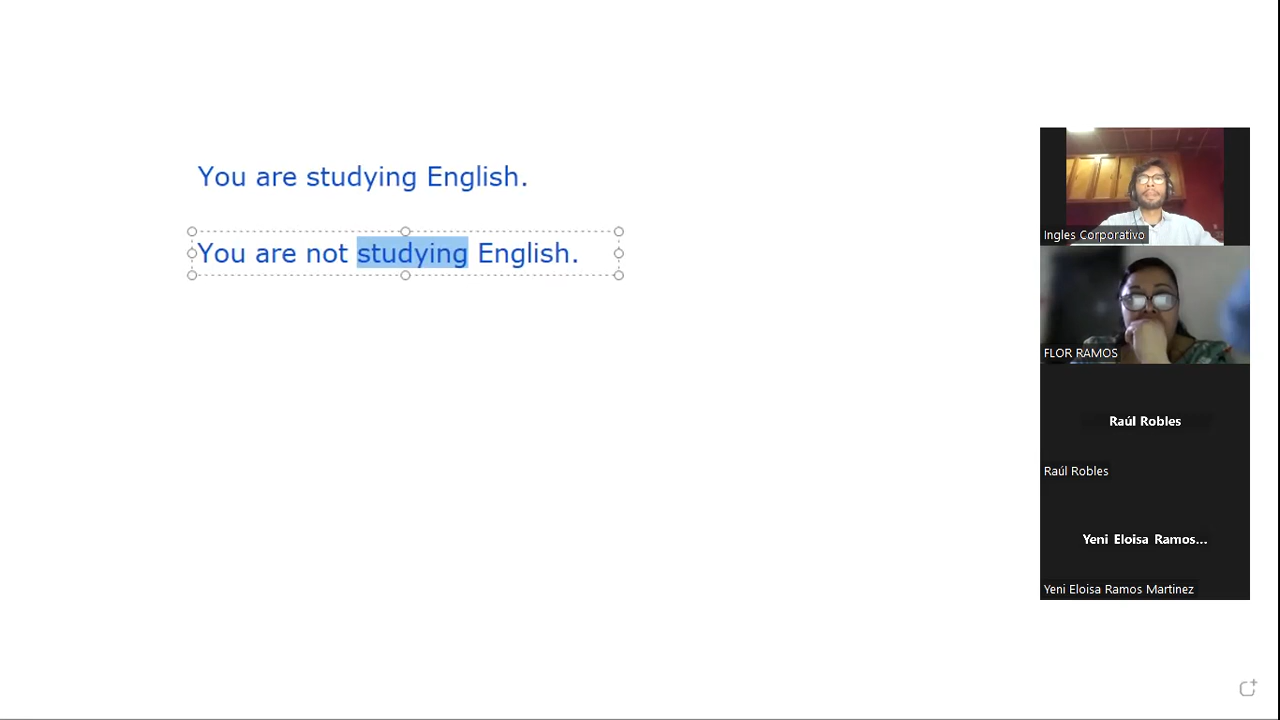 You are studying English.
You are not studying English.
Ingles Corporativo
FLOR RAMOS
Raúl Robles
Raúl Robles
Yeni Eloisa Ramos...
Yeni Eloisa Ramos Martinez